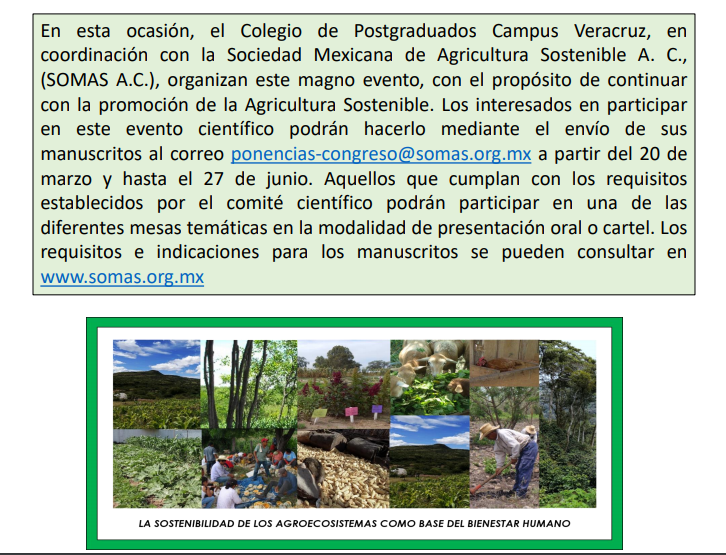 En esta ocasión, el Colegio de Postgraduados Campus Veracruz, en
coordinación con la Sociedad Mexicana de Agricultura Sostenible A. C.,
(SOMAS A.C.), organizan este magno evento, con el propósito de continuar
con la promoción de la Agricultura Sostenible. Los interesados en participar
en este evento científico podrán hacerlo mediante el envío de sus
manuscritos al correo ponencias-congreso@somas.org.mx a partir del 20 de
marzo y hasta el 27 de junio. Aquellos que cumplan con los requisitos
establecidos por el comité científico podrán participar en una de las
diferentes mesas temáticas en la modalidad de presentación oral o cartel. Los
requisitos e indicaciones para los manuscritos se pueden consultar en
www.somas.org.mx
LA SOSTENIBILIDAD DE LOS AGROECOSISTEMAS COMO BASE DEL BIENESTAR HUMANO